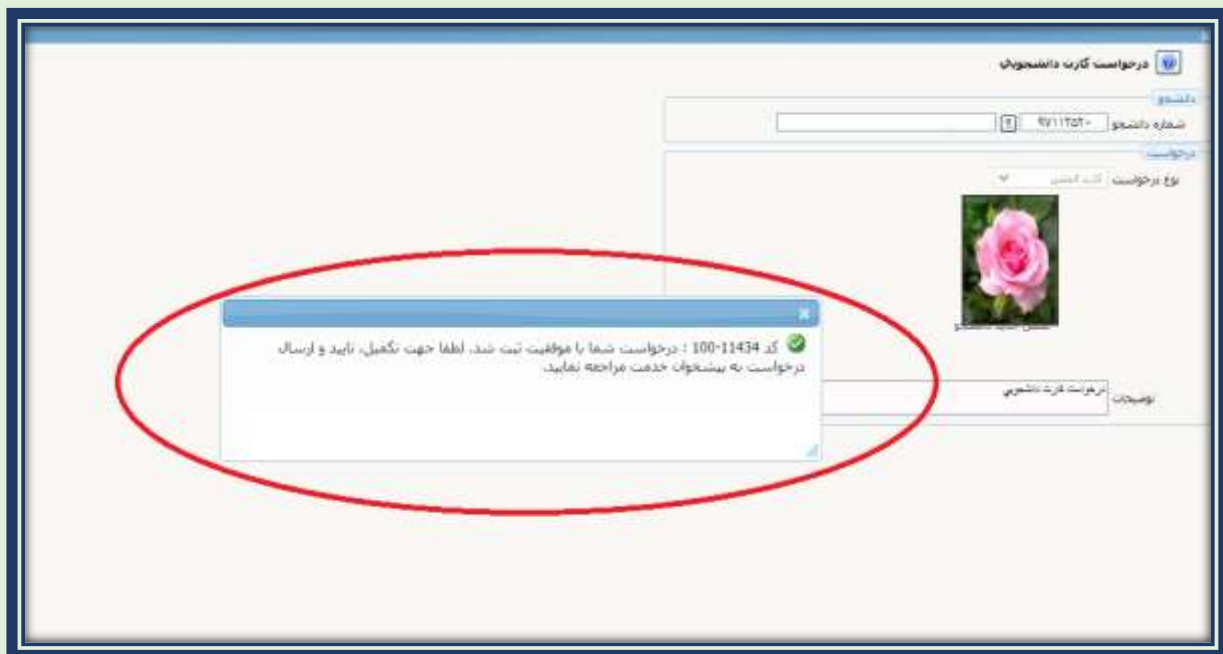 درخواست کارت دانشجویی
دانشجو
شماره دانشجو
درخواست
نوع درخواست
کد 11434-100 : درخواست شما با موفقیت ثبت شد. لطفا جهت تکمیل، تایید و ارسال
درخواست به پیشخوان خدمت مراجعه نمایید.
توضیحات
درخواست کارت دانشجویی